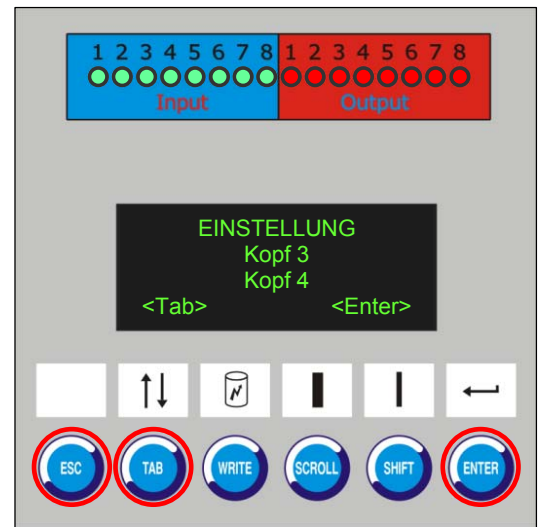 1 2 3 4 5 6 7 8 1 2 3 4 5 6 7 8
Input Output
EINSTELLUNG
Kopf 3
Kopf 4
<Tab> <Enter>
ESC TAB WRITE SCROLL SHIFT ENTER